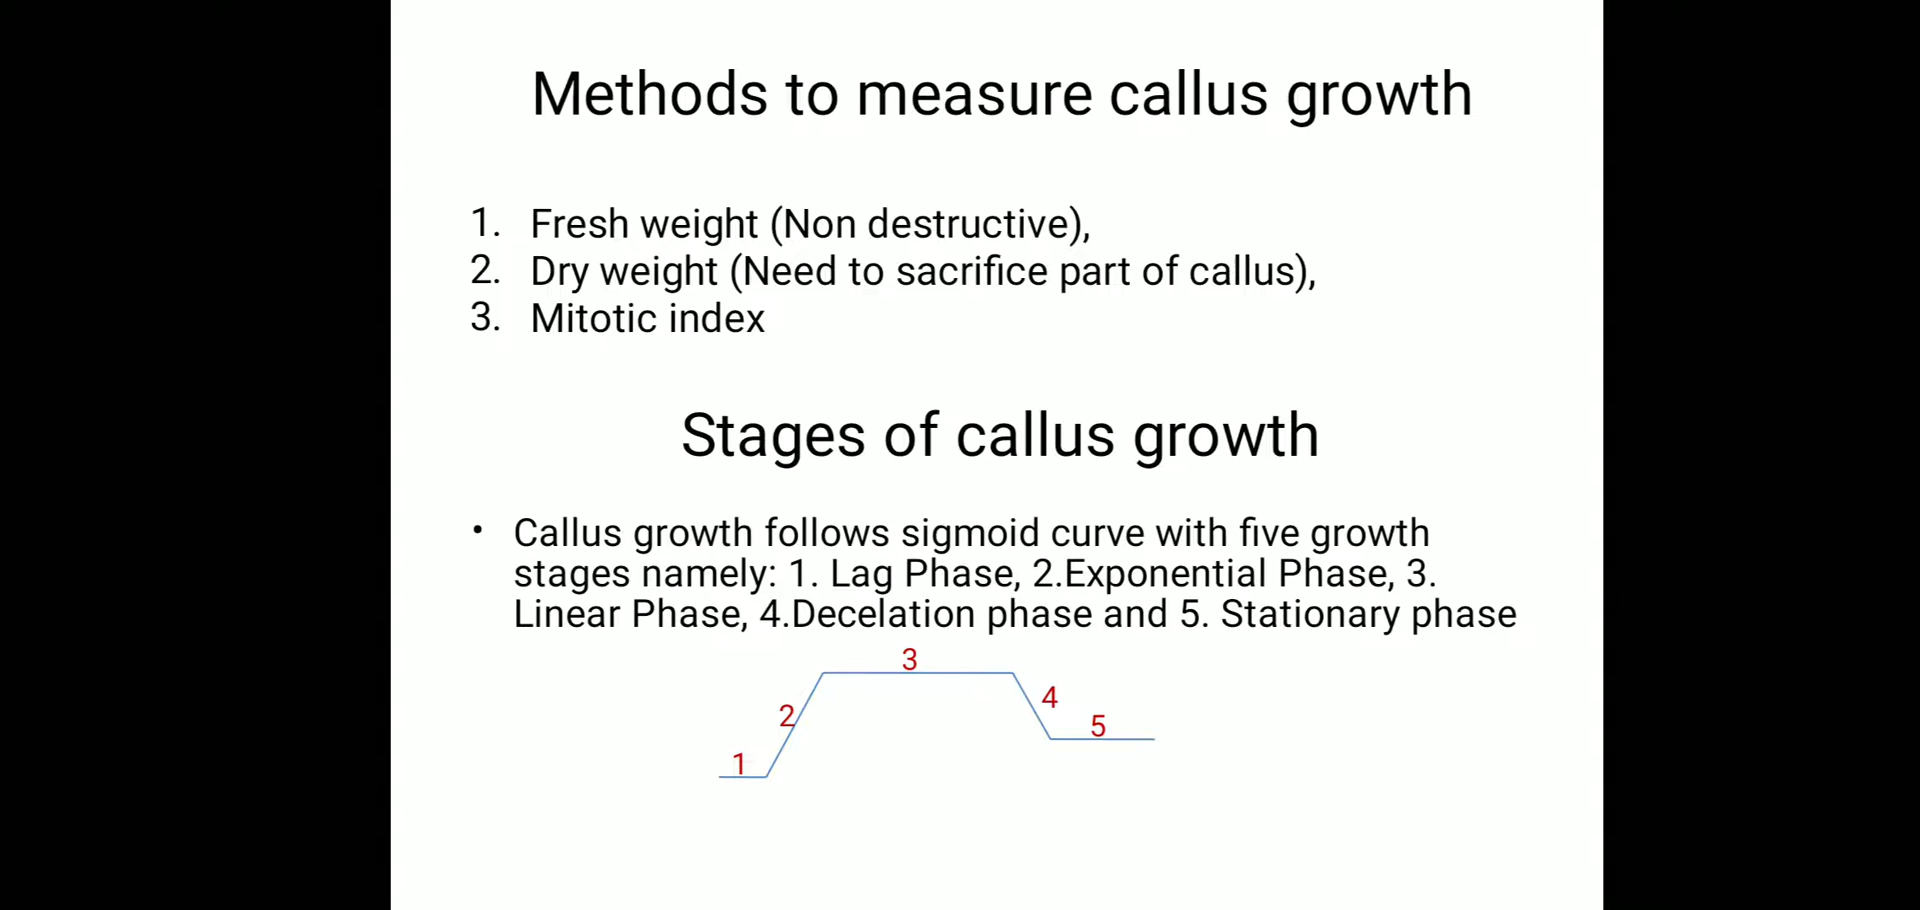 Methods to measure callus growth
1. Fresh weight (Non destructive),
2. Dry weight (Need to sacrifice part of callus),
3. Mitotic index
Stages of callus growth
• Callus growth follows sigmoid curve with five growth
stages namely: 1. Lag Phase, 2.Exponential Phase, 3.
Linear Phase, 4.Decelation phase and 5. Stationary phase
3
4
2
5
1